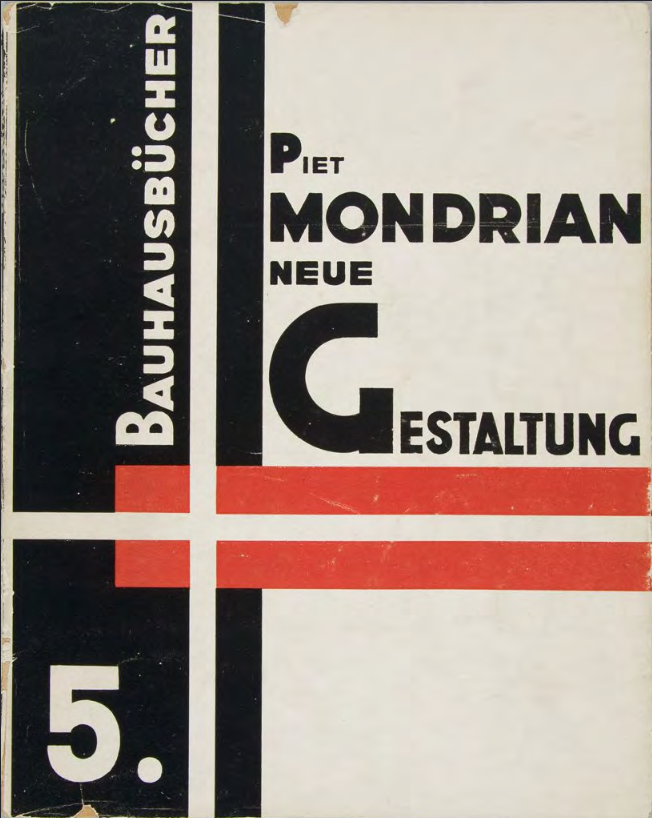 BAUHAUSBÜCHER
PIET
MONDRIAN
NEUE
GESTALTUNG
5.